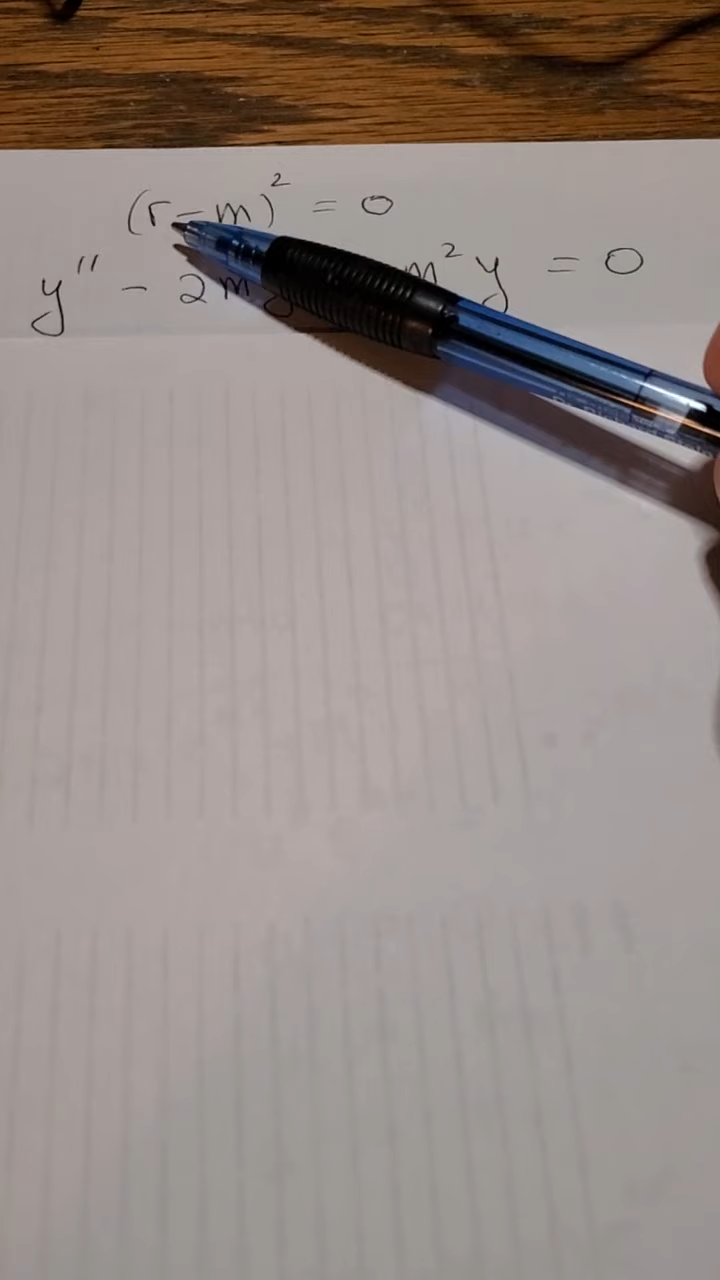 (r-m)² = 0
y'' - 2m m²y = 0